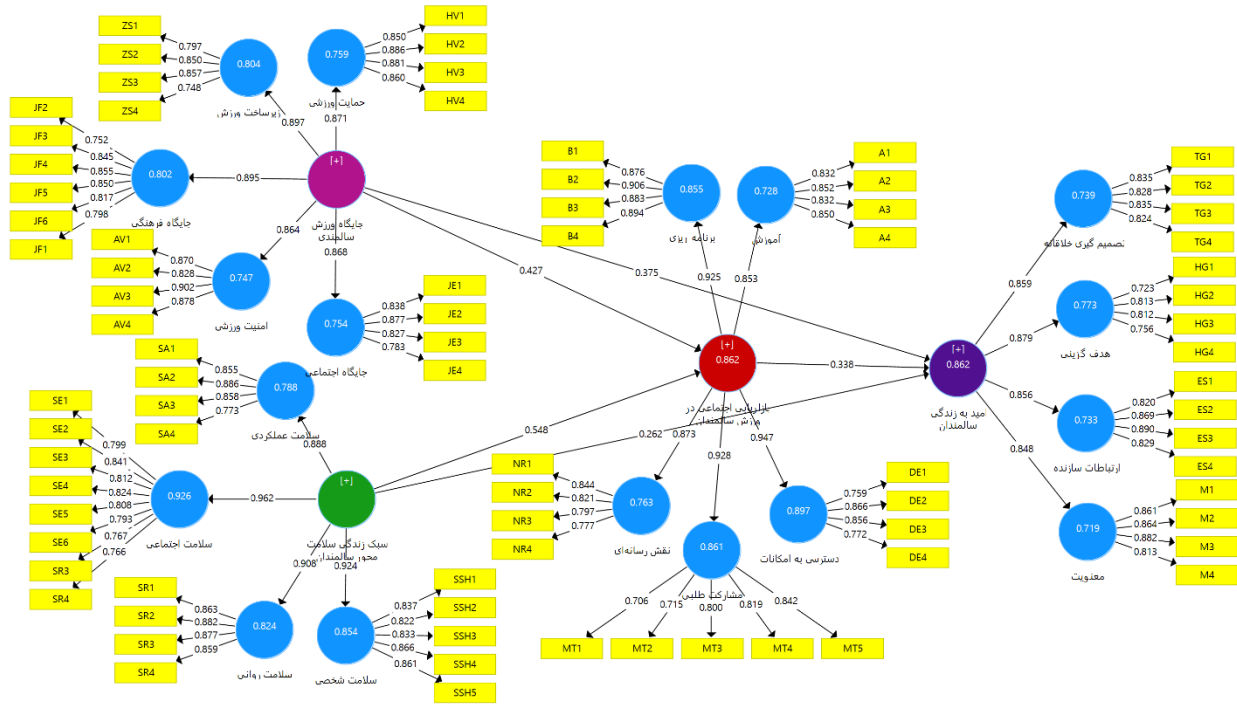 ZS1
ZS2
ZS3
ZS4
0.797
0.850
0.857
0.748
0.804
زیرساخت ورزش
0.897
HV1
HV2
HV3
HV4
0.850
0.886
0.881
0.860
0.759
حمایت ورزشی
0.871
JF2
JF3
JF4
JF5
JF6
JF1
0.752
0.845
0.855
0.850
0.817
0.798
0.802
جایگاه فرهنگی
0.895
[+]
جایگاه ورزش
سالمندی
AV1
AV2
AV3
AV4
0.870
0.828
0.902
0.878
0.747
امنیت ورزشی
0.864
0.868
JE1
JE2
JE3
JE4
0.838
0.877
0.827
0.783
0.754
جایگاه اجتماعی
0.427
0.375
B1
B2
B3
B4
0.876
0.906
0.883
0.894
0.855
برنامه ریزی
0.925
A1
A2
A3
A4
0.832
0.852
0.832
0.850
0.728
آموزش
0.853
TG1
TG2
TG3
TG4
0.835
0.828
0.835
0.824
0.739
تصمیم گیری خلاقانه
0.859
HG1
HG2
HG3
HG4
0.723
0.813
0.812
0.756
0.773
هدف گزینی
0.879
[+]
0.862
بازاریابی اجتماعی در
ورزش سالمندان
0.338
[+]
0.862
مید به زندگی
سالمندان
ES1
ES2
ES3
ES4
0.820
0.869
0.890
0.829
0.733
ارتباطات سازنده
0.856
M1
M2
M3
M4
0.861
0.864
0.882
0.813
0.719
معنویت
0.848
SA1
SA2
SA3
SA4
0.855
0.886
0.858
0.773
0.788
سلامت عملکردی
0.888
SE1
SE2
SE3
SE4
SE5
SE6
SR3
SR4
0.799
0.841
0.812
0.824
0.808
0.793
0.767
0.766
0.926
سلامت اجتماعی
0.962
[+]
سبک زندگی سلامت
محور سالمندان
0.548
0.262
SR1
SR2
SR3
SR4
0.863
0.882
0.877
0.859
0.824
سلامت روانی
0.908
0.924
0.854
سلامت شخصی
SSH1
SSH2
SSH3
SSH4
SSH5
0.837
0.822
0.833
0.866
0.861
NR1
NR2
NR3
NR4
0.844
0.821
0.797
0.777
0.763
نقش رسانه‌ای
0.873
0.928
0.861
مشارکت طلبی
0.706
0.715
0.800
0.819
0.842
MT1
MT2
MT3
MT4
MT5
0.947
0.897
دسترسی به امکانات
DE1
DE2
DE3
DE4
0.759
0.866
0.856
0.772